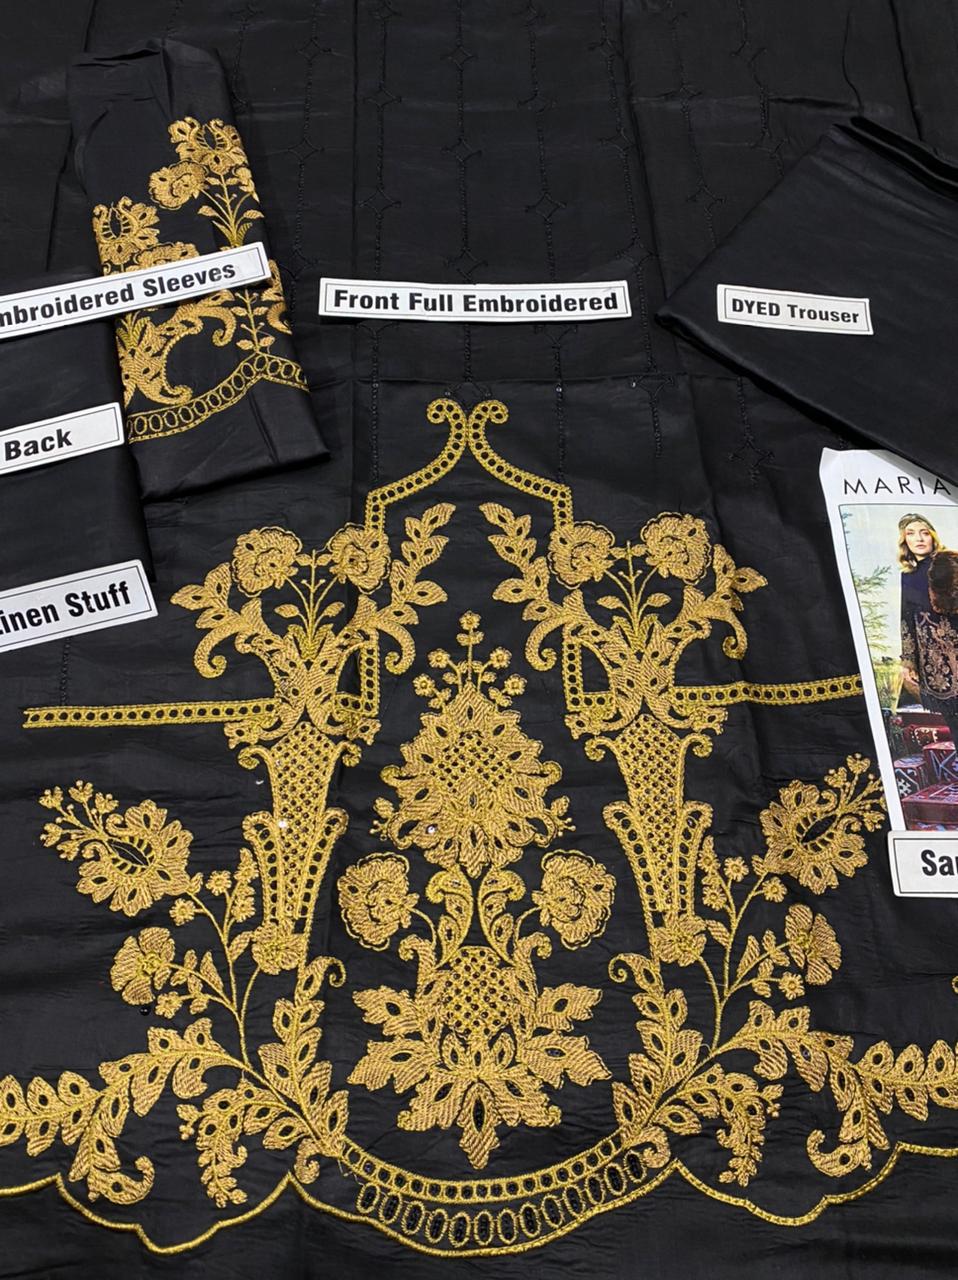 mbroidered Sleeves
Front Full Embroidered
DYED Trouser
Back
MARIA
inen Stuff
Sa